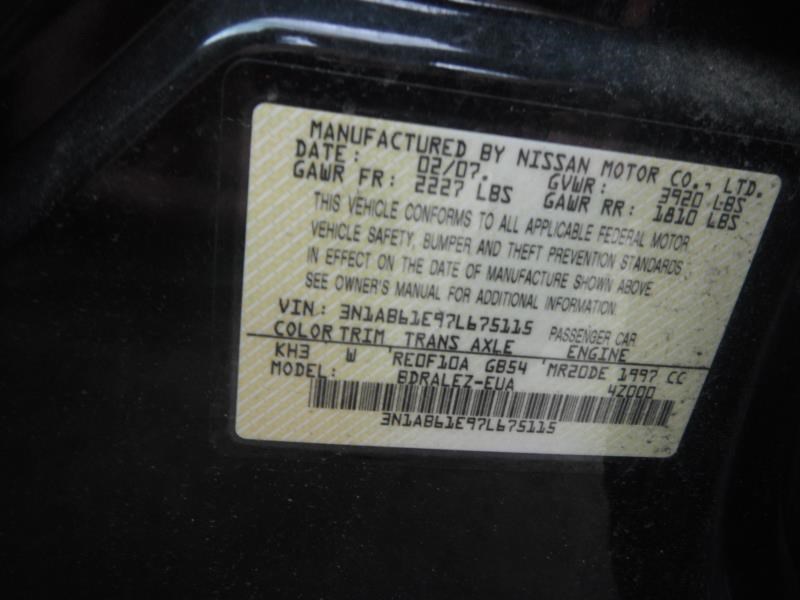 MANUFACTURED BY NISSAN MOTOR CO., LTD.
DATE: 02/07. GVWR: 3920 LBS
GAWR FR: 2227 LBS GAWR RR: 1810 LBS
THIS VEHICLE CONFORMS TO ALL APPLICABLE FEDERAL MOTOR
VEHICLE SAFETY, BUMPER AND THEFT PREVENTION STANDARDS
IN EFFECT ON THE DATE OF MANUFACTURE SHOWN ABOVE.
SEE OWNER'S MANUAL FOR ADDITIONAL INFORMATION.
VIN: 3N1AB61E97L675115 PASSENGER CAR
COLOR TRIM TRANS AXLE ENGINE
KH3 W RE0F10A GB54 MR20DE 1997 CC
MODEL: BDRALEZ-EUA 4Z000
3N1AB61E97L675115